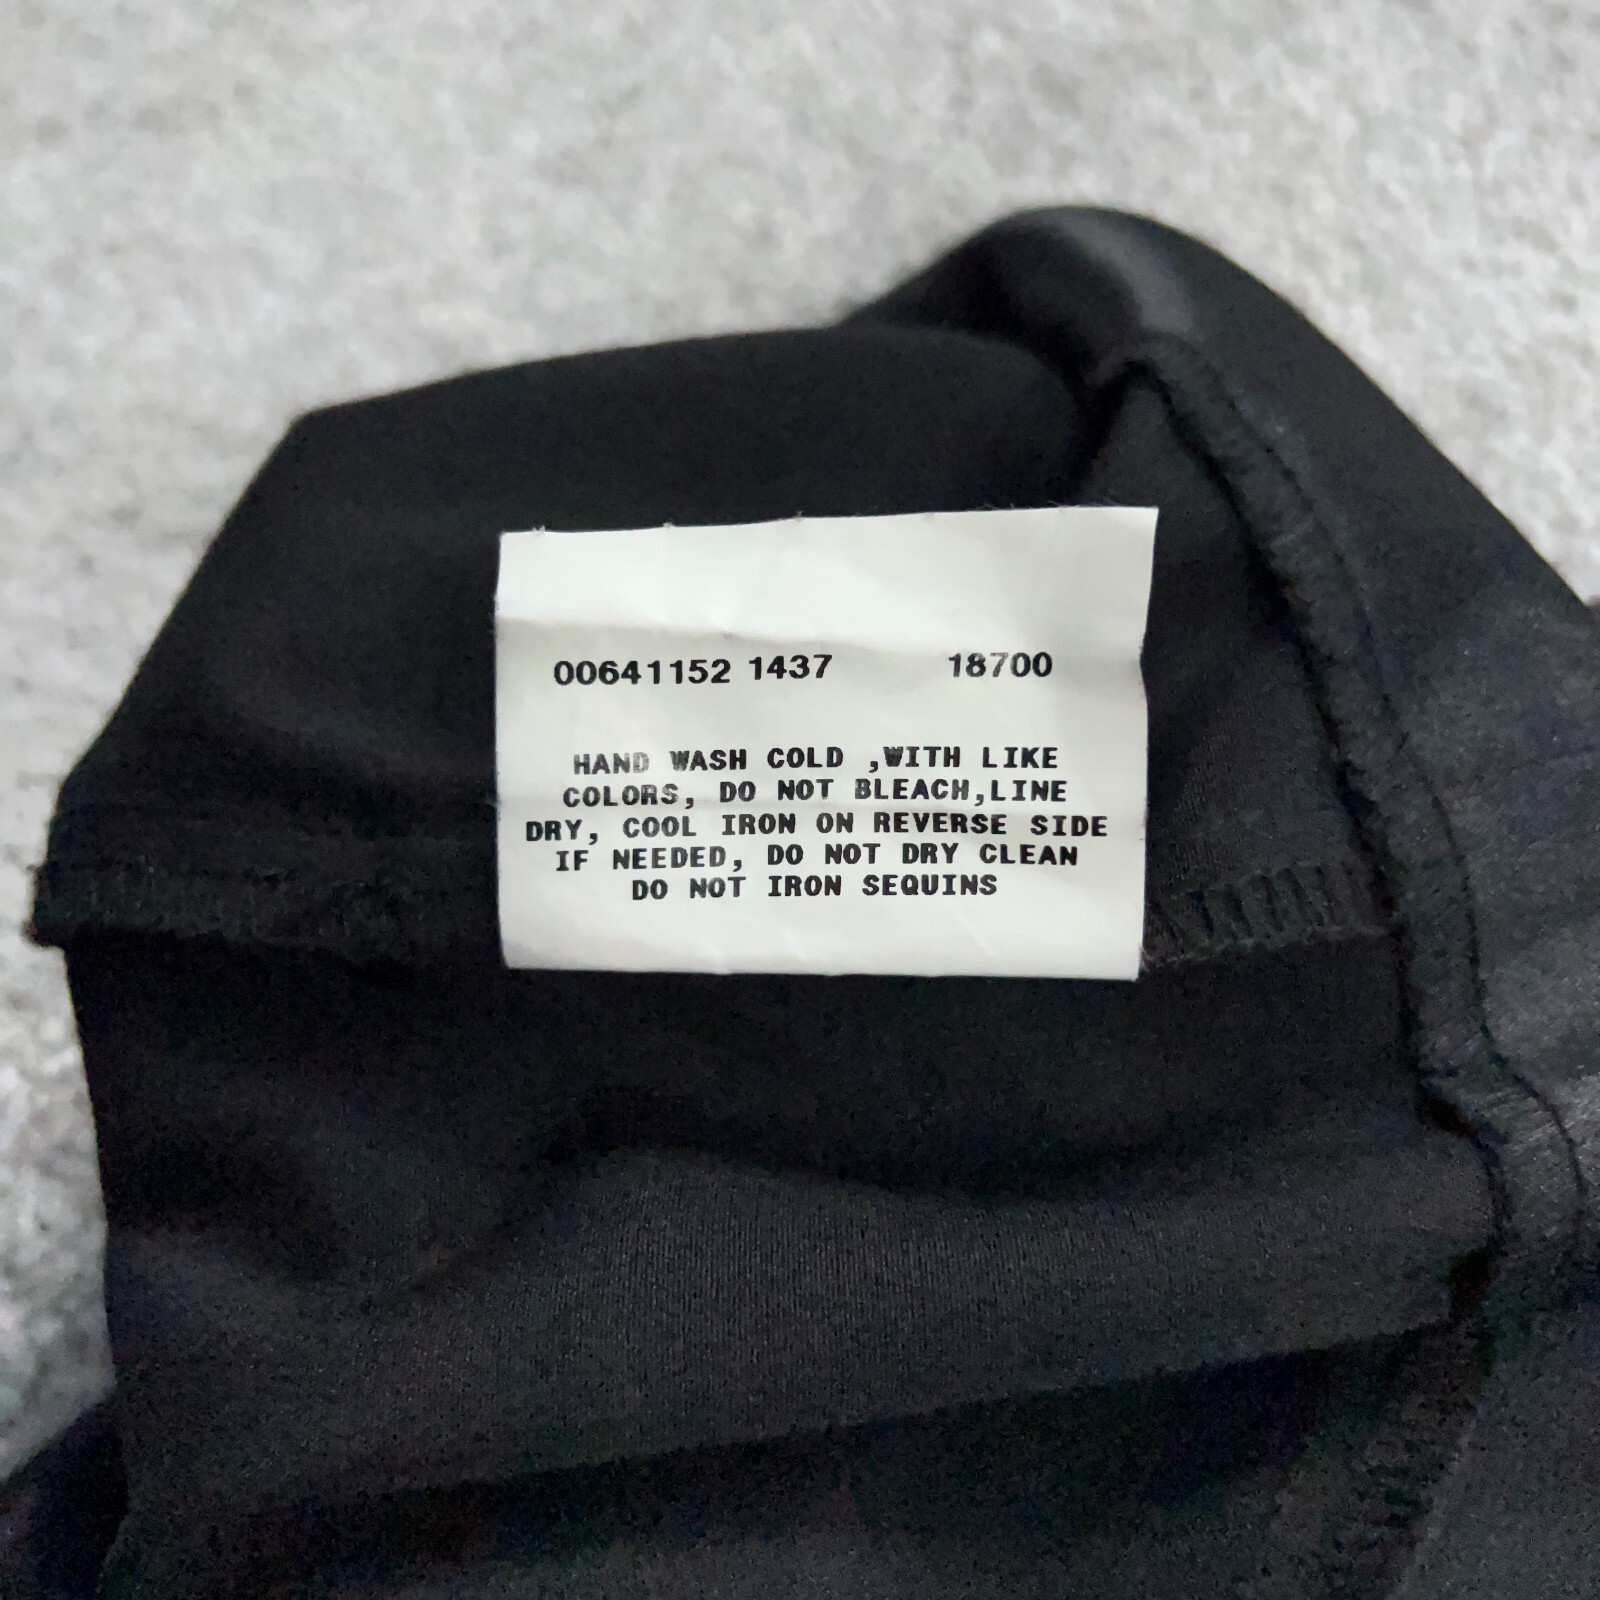 00641152 1437 18700
HAND WASH COLD ,WITH LIKE
COLORS, DO NOT BLEACH,LINE
DRY, COOL IRON ON REVERSE SIDE
IF NEEDED, DO NOT DRY CLEAN
DO NOT IRON SEQUINS